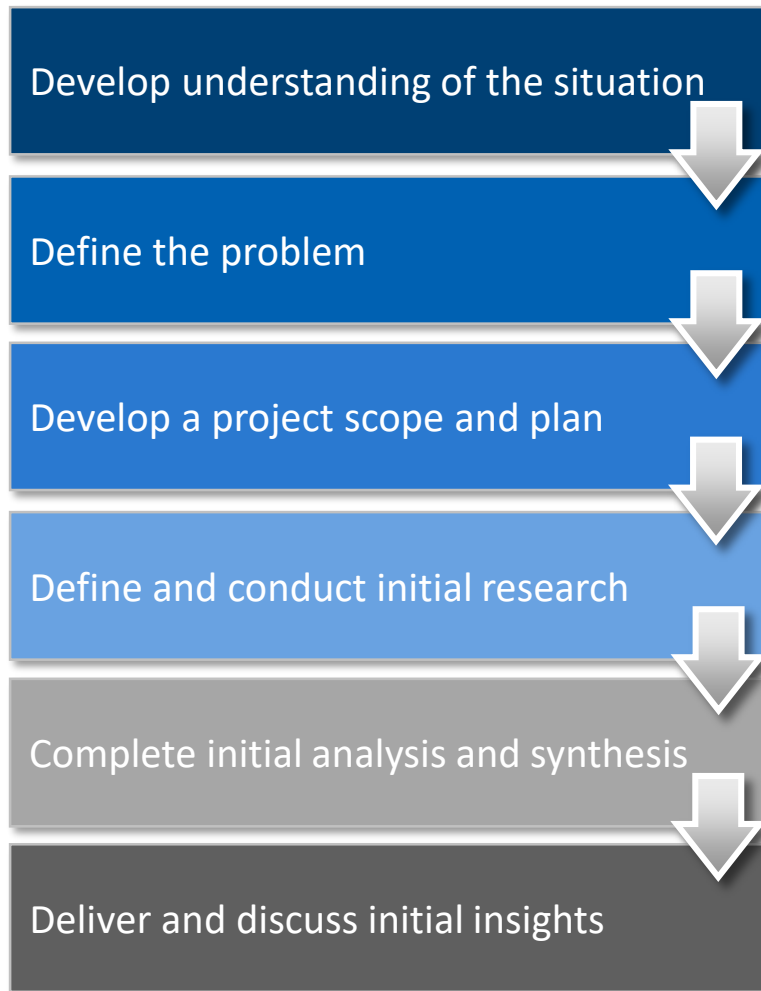 Develop understanding of the situation
Define the problem
Develop a project scope and plan
Define and conduct initial research
Complete initial analysis and synthesis
Deliver and discuss initial insights